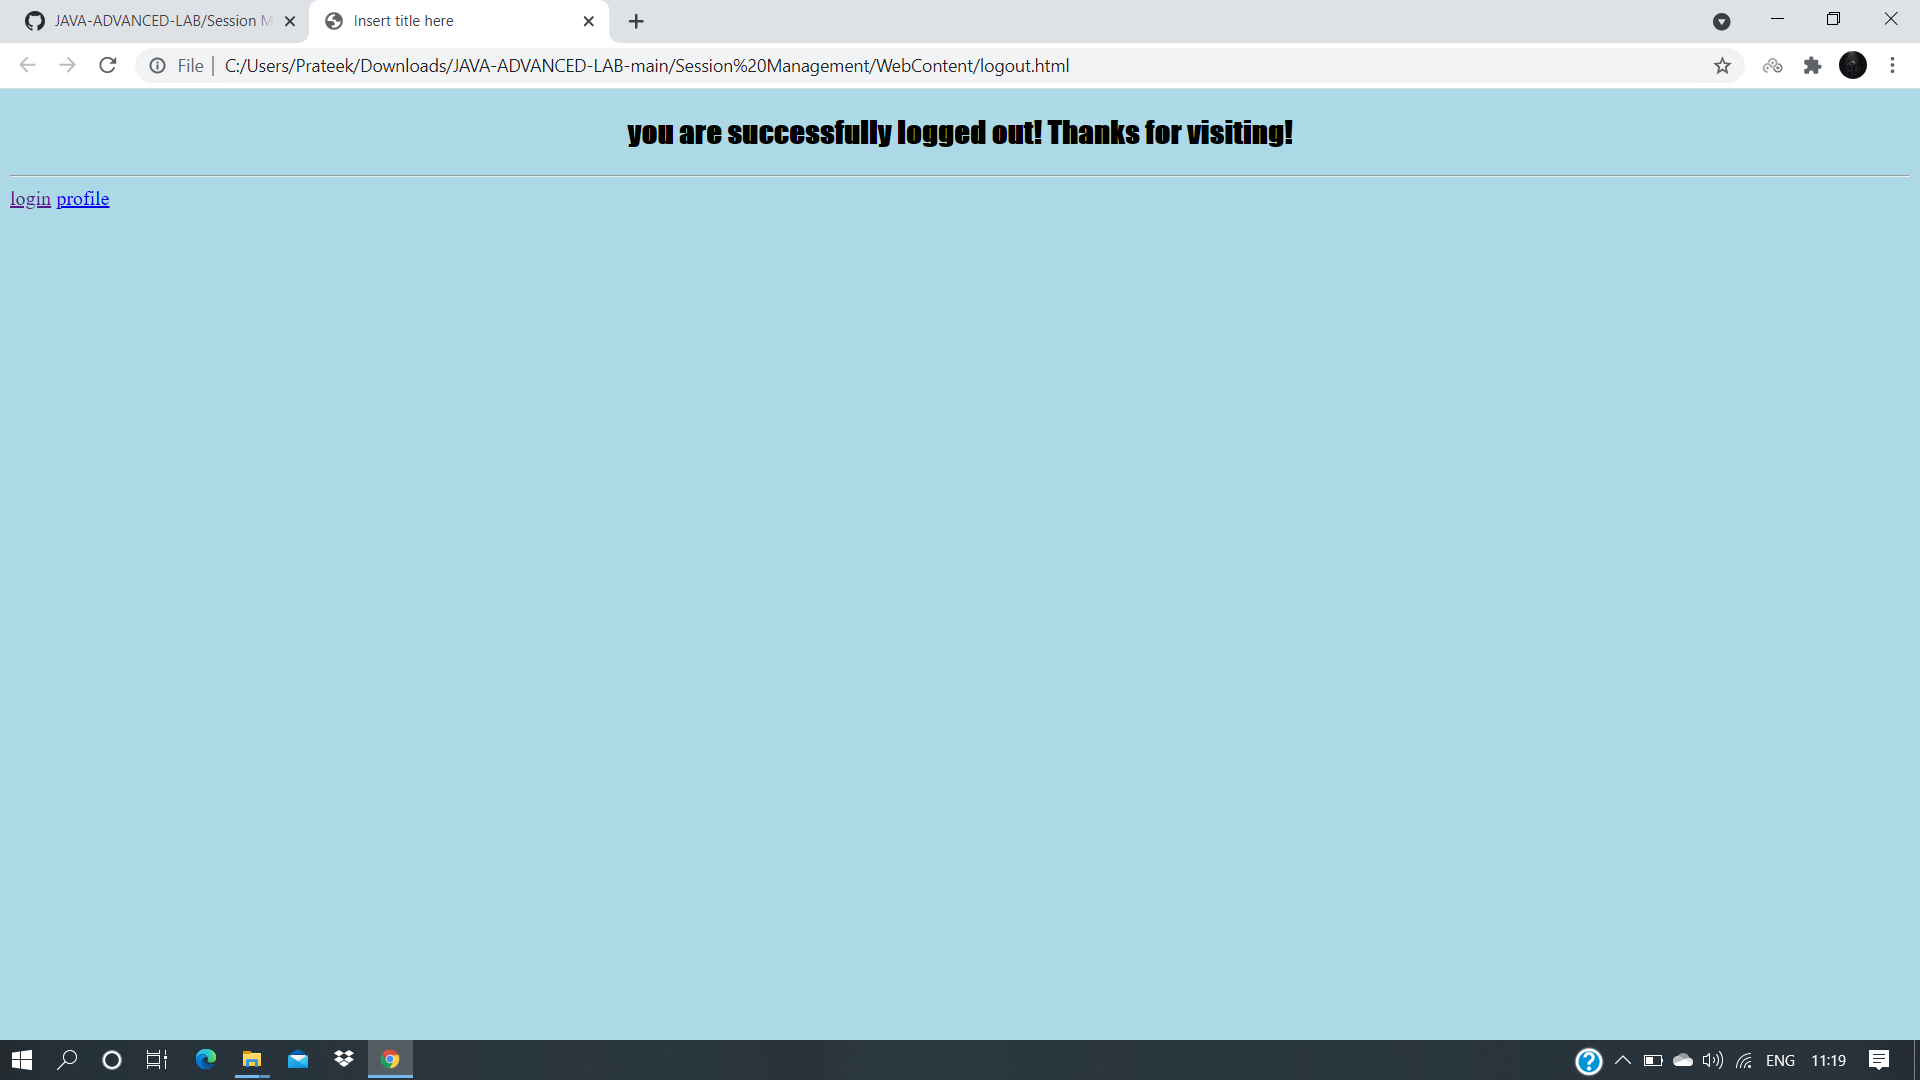 JAVA-ADVANCED-LAB/Session M
Insert title here
File | C:/Users/Prateek/Downloads/JAVA-ADVANCED-LAB-main/Session%20Management/WebContent/logout.html
you are successfully logged out! Thanks for visiting!
login profile
ENG 11:19